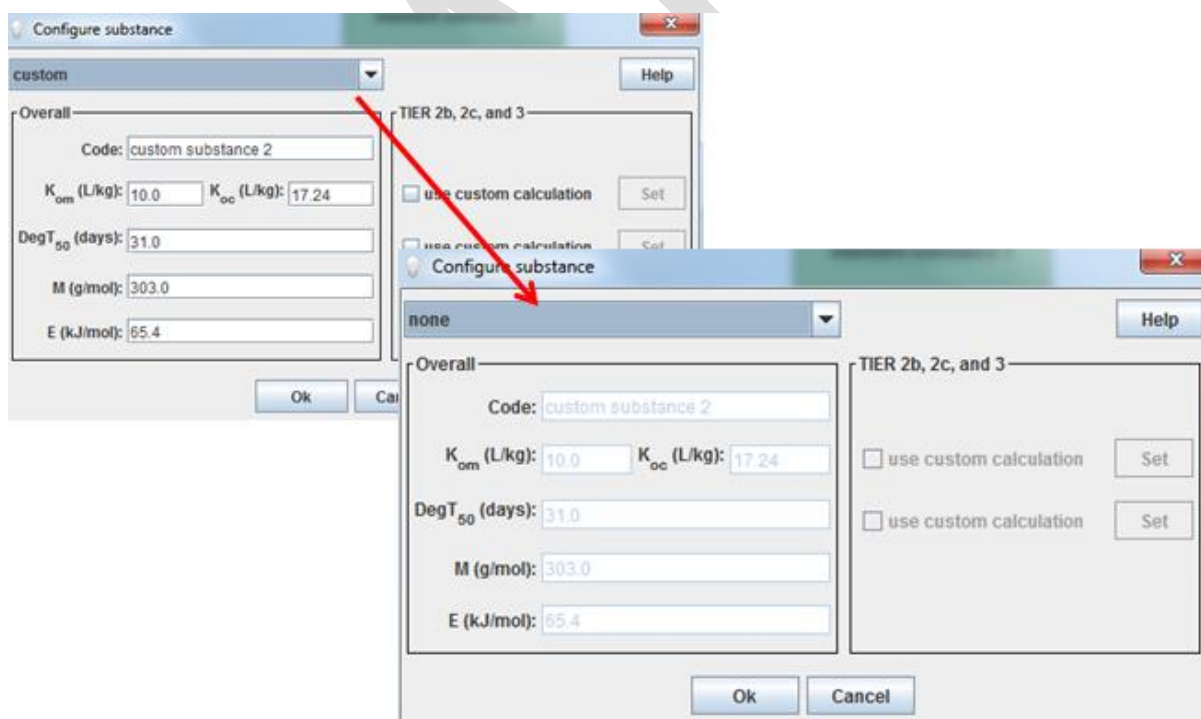 Configure substance
custom
Help
Overall
TIER 2b, 2c, and 3
Code: custom substance 2
Kom (L/kg): 10.0 Koc (L/kg): 17.24
use custom calculation Set
DegT50 (days): 31.0
use custom calculation Set
M (g/mol): 303.0
E (kJ/mol): 65.4
Ok
Configure substance
none
Help
Overall
TIER 2b, 2c, and 3
Code: custom substance 2
Kom (L/kg): 10.0 Koc (L/kg): 17.24
use custom calculation Set
DegT50 (days): 31.0
use custom calculation Set
M (g/mol): 303.0
E (kJ/mol): 65.4
Ok Cancel